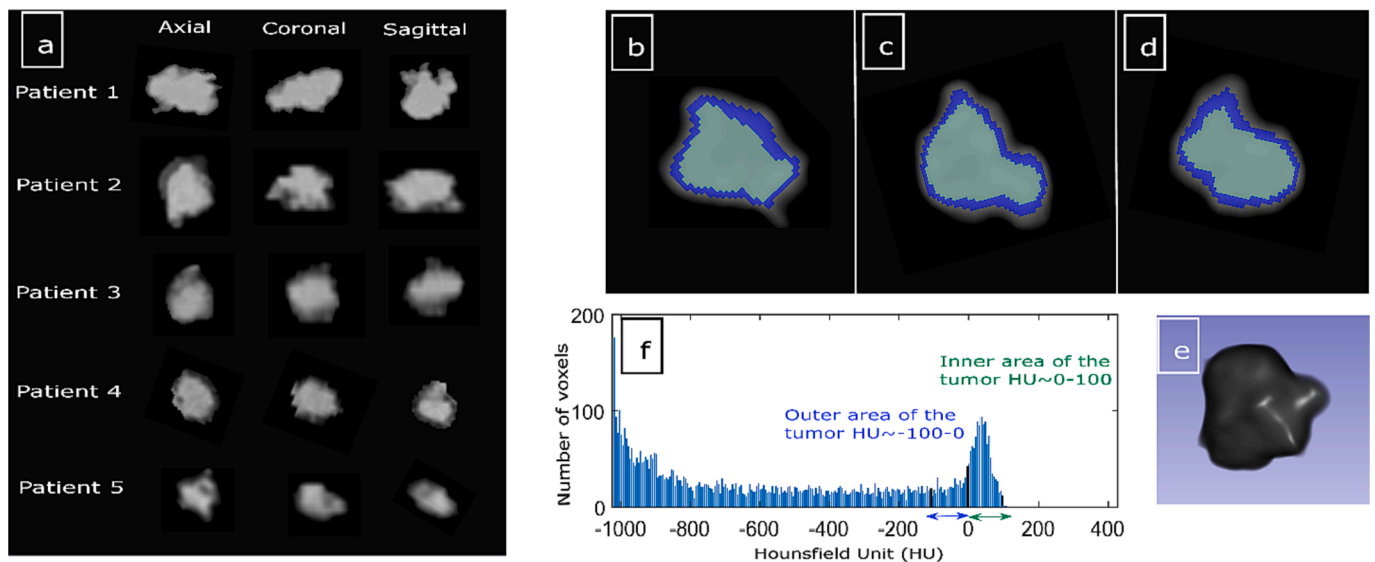 a
Axial Coronal Sagittal
Patient 1
Patient 2
Patient 3
Patient 4
Patient 5
b
c
d
f
Number of voxels
200
100
0
Inner area of the
tumor HU~0-100
Outer area of the
tumor HU~-100-0
-1000 -800 -600 -400 -200 0 200 400
Hounsfield Unit (HU)
e